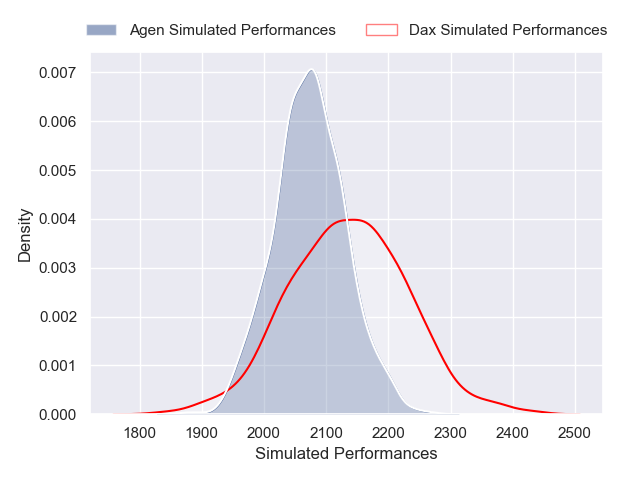 Agen Simulated Performances Dax Simulated Performances
0.007
0.006
0.005
0.004
0.003
0.002
0.001
0.000
Density
1800 1900 2000 2100 2200 2300 2400 2500
Simulated Performances